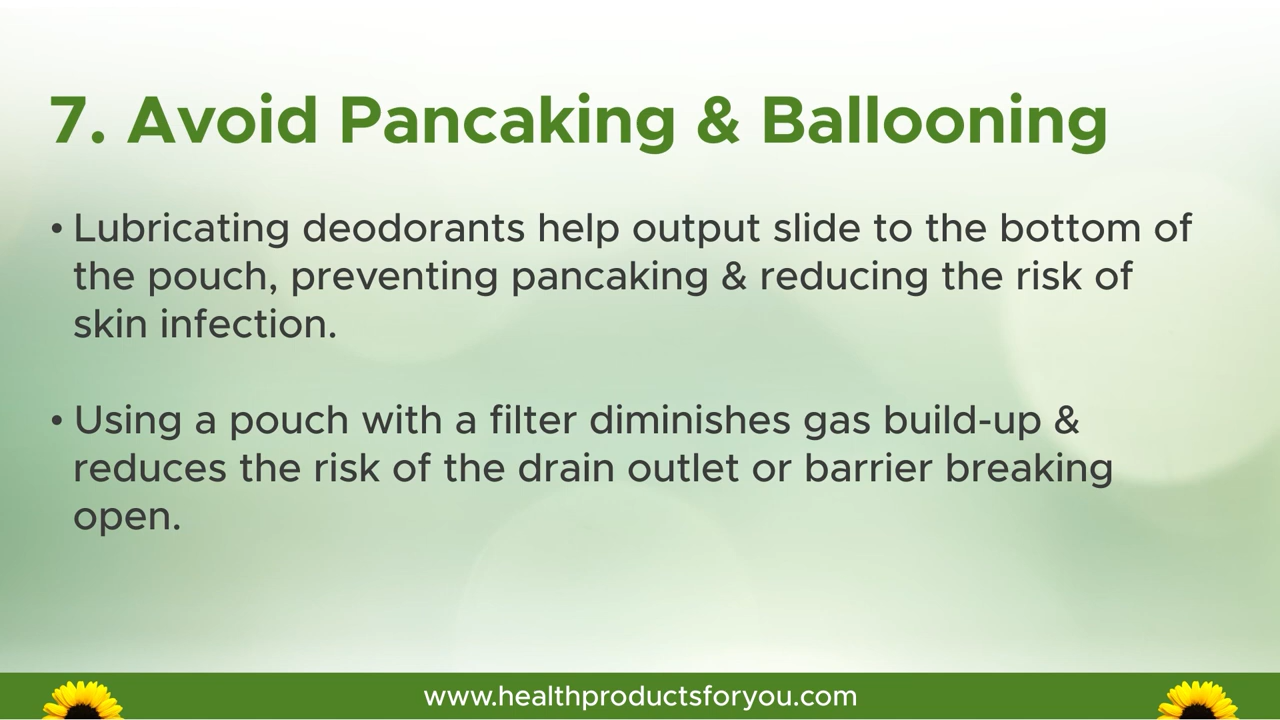 7. Avoid Pancaking & Ballooning
• Lubricating deodorants help output slide to the bottom of
the pouch, preventing pancaking & reducing the risk of
skin infection.
• Using a pouch with a filter diminishes gas build-up &
reduces the risk of the drain outlet or barrier breaking
open.
www.healthproductsforyou.com